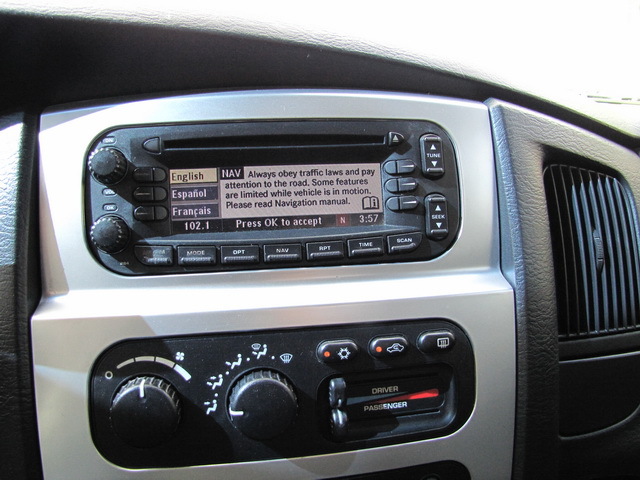 English
Español
Français
NAV Always obey traffic laws and pay
attention to the road. Some features
are limited while vehicle is in motion.
Please read Navigation manual.
102.1 Press OK to accept N 3:57
TUNE
SEEK
MODE OPT NAV RPT TIME SCAN
DRIVER
PASSENGER